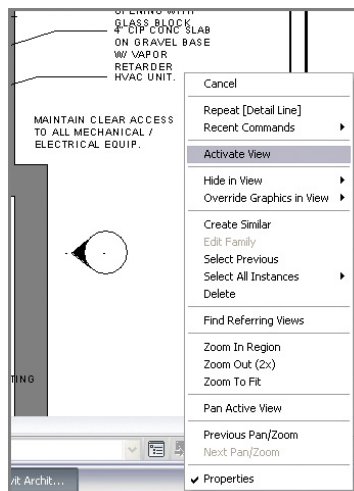 OPENING WITH
GLASS BLOCK
4" CIP CONC SLAB
ON GRAVEL BASE
W/ VAPOR
RETARDER
HVAC UNIT.
MAINTAIN CLEAR ACCESS
TO ALL MECHANICAL /
ELECTRICAL EQUIP.
TING
vit Archit...
Cancel
Repeat [Detail Line]
Recent Commands
Activate View
Hide in View
Override Graphics in View
Create Similar
Edit Family
Select Previous
Select All Instances
Delete
Find Referring Views
Zoom In Region
Zoom Out (2x)
Zoom To Fit
Pan Active View
Previous Pan/Zoom
Next Pan/Zoom
Properties